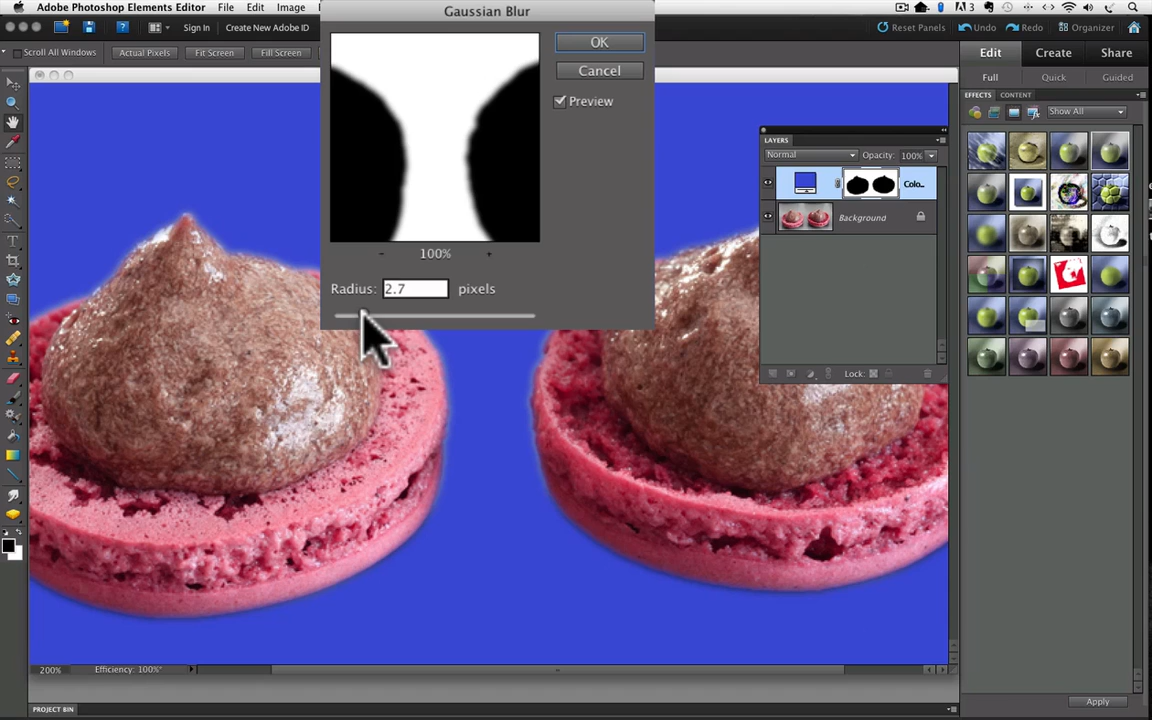 Adobe Photoshop Elements Editor File Edit Image
Gaussian Blur
Sign In Create New Adobe ID
Reset Panels Undo Redo Organizer
Scroll All Windows Actual Pixels Fit Screen Fill Screen
OK
Cancel
Preview
100%
Radius: 2.7 pixels
Edit Create Share
Full Quick Guided
EFFECTS CONTENT
Show All
LAYERS
Normal Opacity: 100%
Colo...
Background
Lock:
200% Efficiency: 100*
PROJECT BIN
Apply